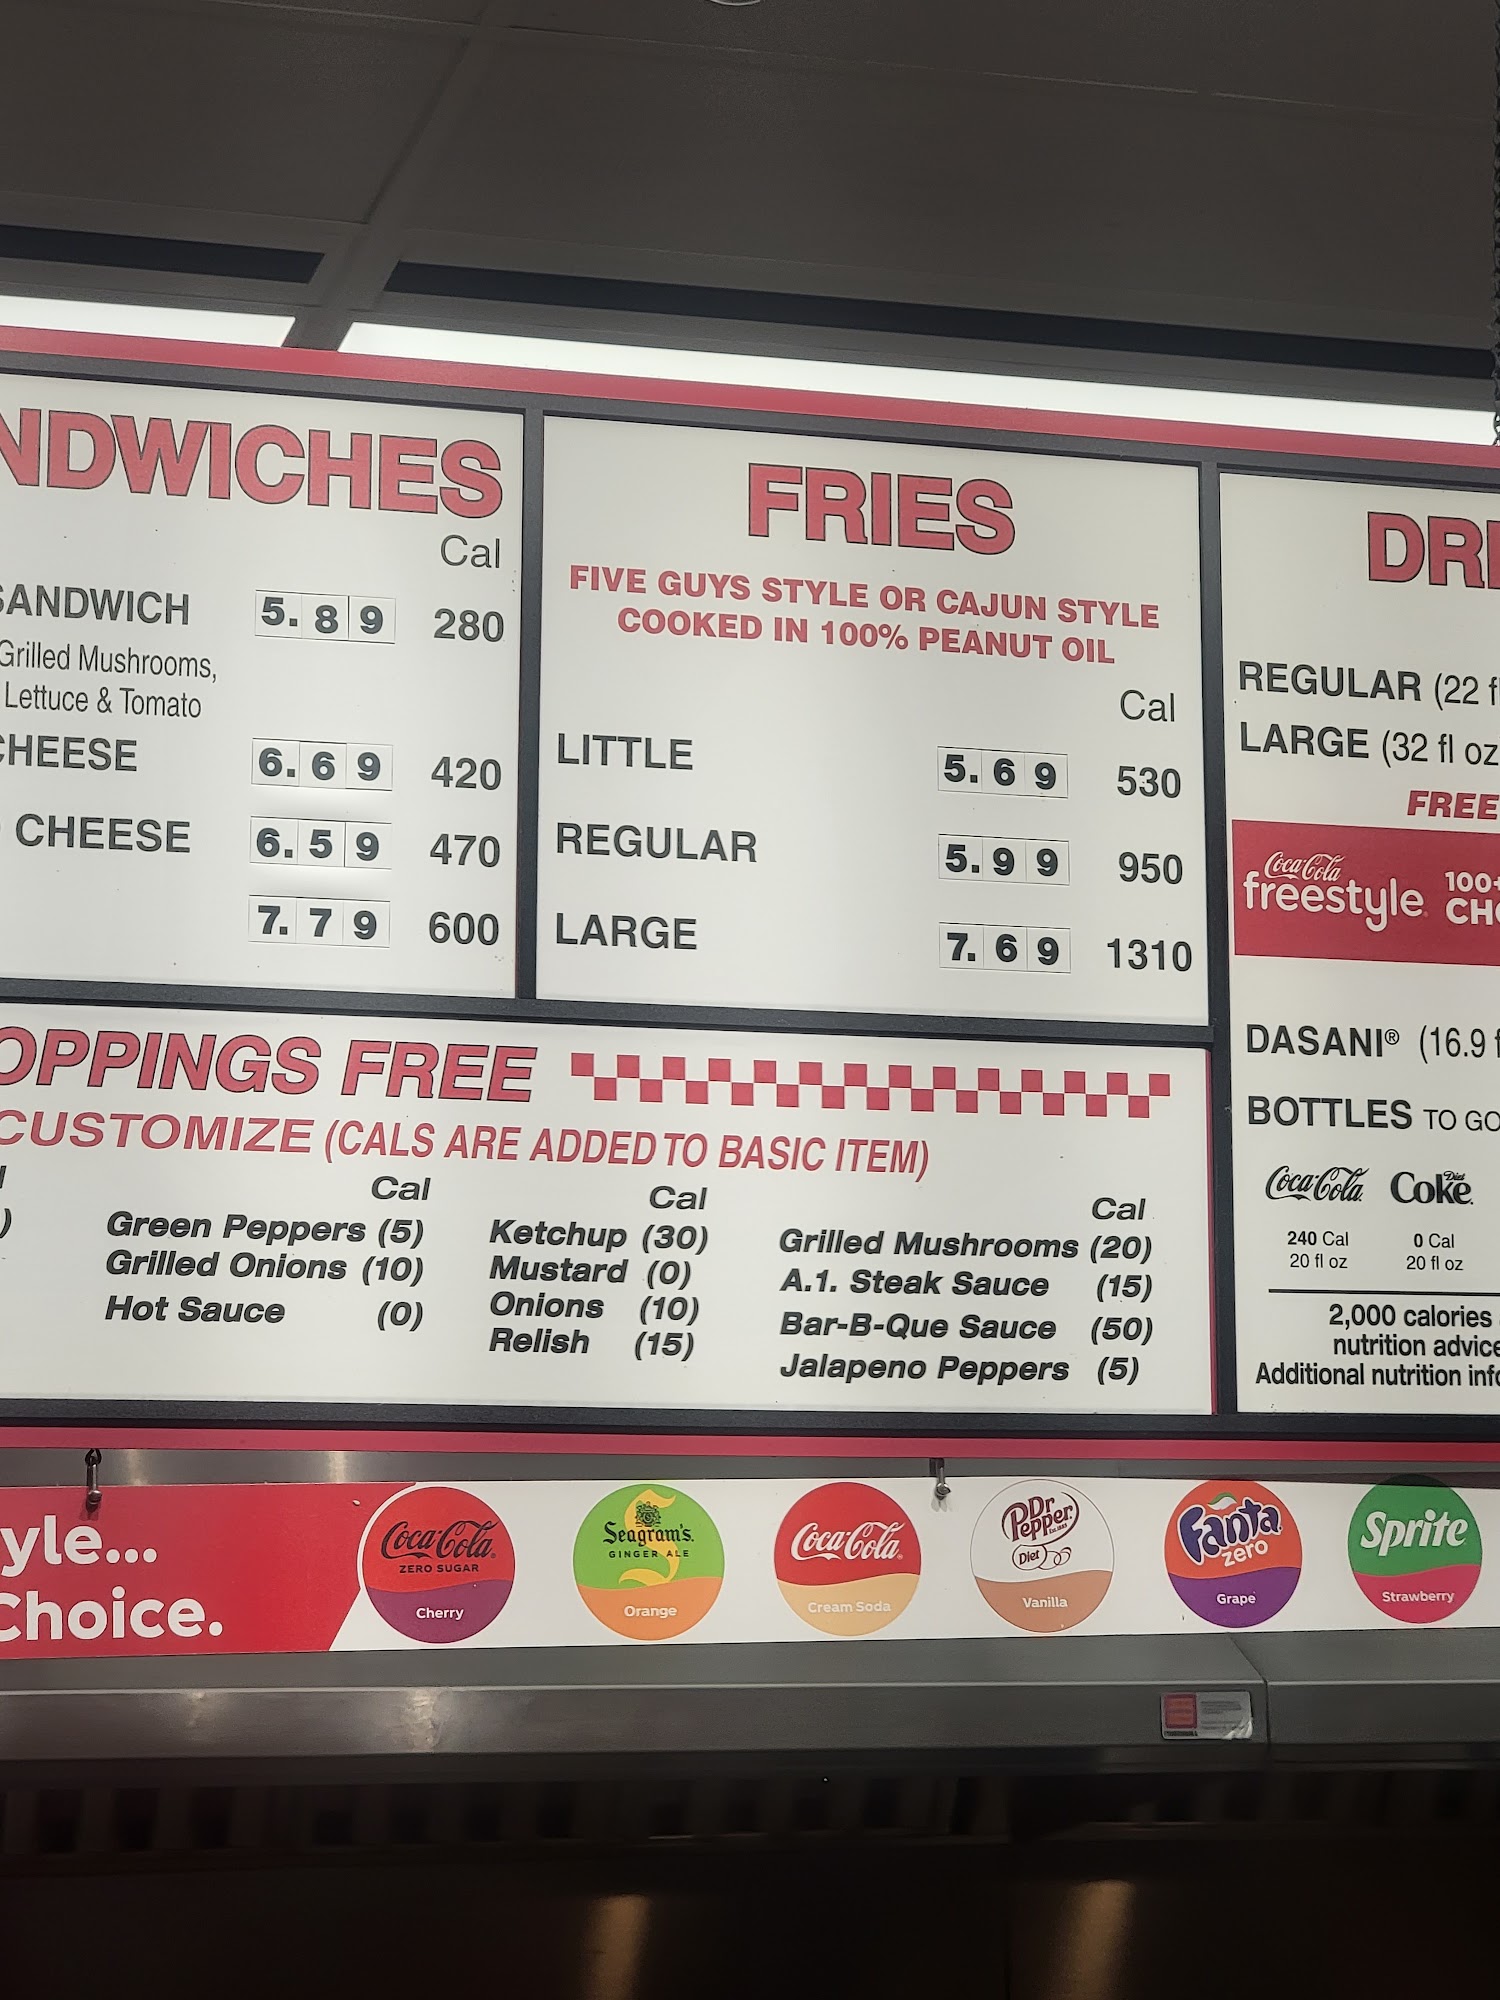 NDWICHES
Cal
SANDWICH 5.89 280
Grilled Mushrooms,
Lettuce & Tomato
CHEESE 6.69 420
CHEESE 6.59 470
7.79 600
FRIES
FIVE GUYS STYLE OR CAJUN STYLE
COOKED IN 100% PEANUT OIL
Cal
LITTLE 5.69 530
REGULAR 5.99 950
LARGE 7.69 1310
DRI
REGULAR (22 f
LARGE (32 fl oz
FREE
Coca-Cola
freestyle
100+
CHO
DASANI® (16.9 f
BOTTLES TO GO
Coca-Cola
Diet Coke
240 Cal
20 fl oz
0 Cal
20 fl oz
2,000 calories
nutrition advice
Additional nutrition info
OPPINGS FREE
CUSTOMIZE (CALS ARE ADDED TO BASIC ITEM)
)
Cal
Green Peppers (5)
Grilled Onions (10)
Hot Sauce (0)
Cal
Ketchup (30)
Mustard (0)
Onions (10)
Relish (15)
Cal
Grilled Mushrooms (20)
A.1. Steak Sauce (15)
Bar-B-Que Sauce (50)
Jalapeno Peppers (5)
yle...
Choice.
Coca-Cola
ZERO SUGAR
Cherry
Seagram's
GINGER ALE
Orange
Coca-Cola
Cream Soda
Dr Pepper
Diet
Vanilla
Fanta
zero
Grape
Sprite
Strawberry